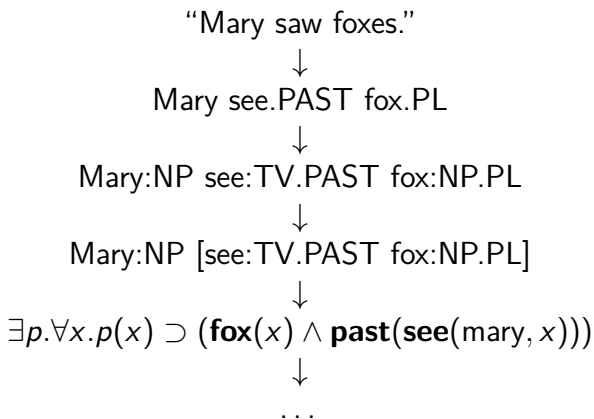 “Mary saw foxes.”
↓
Mary see.PAST fox.PL
↓
Mary:NP see:TV.PAST fox:NP.PL
↓
Mary:NP [see:TV.PAST fox:NP.PL]
↓
∃p.∀x.p(x) ⊃ (fox(x) ∧ past(see(mary, x)))
↓
...